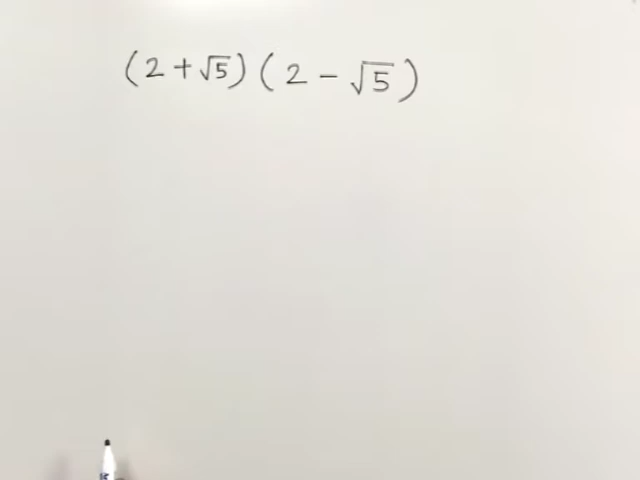 (2 + √5) (2 − √5)